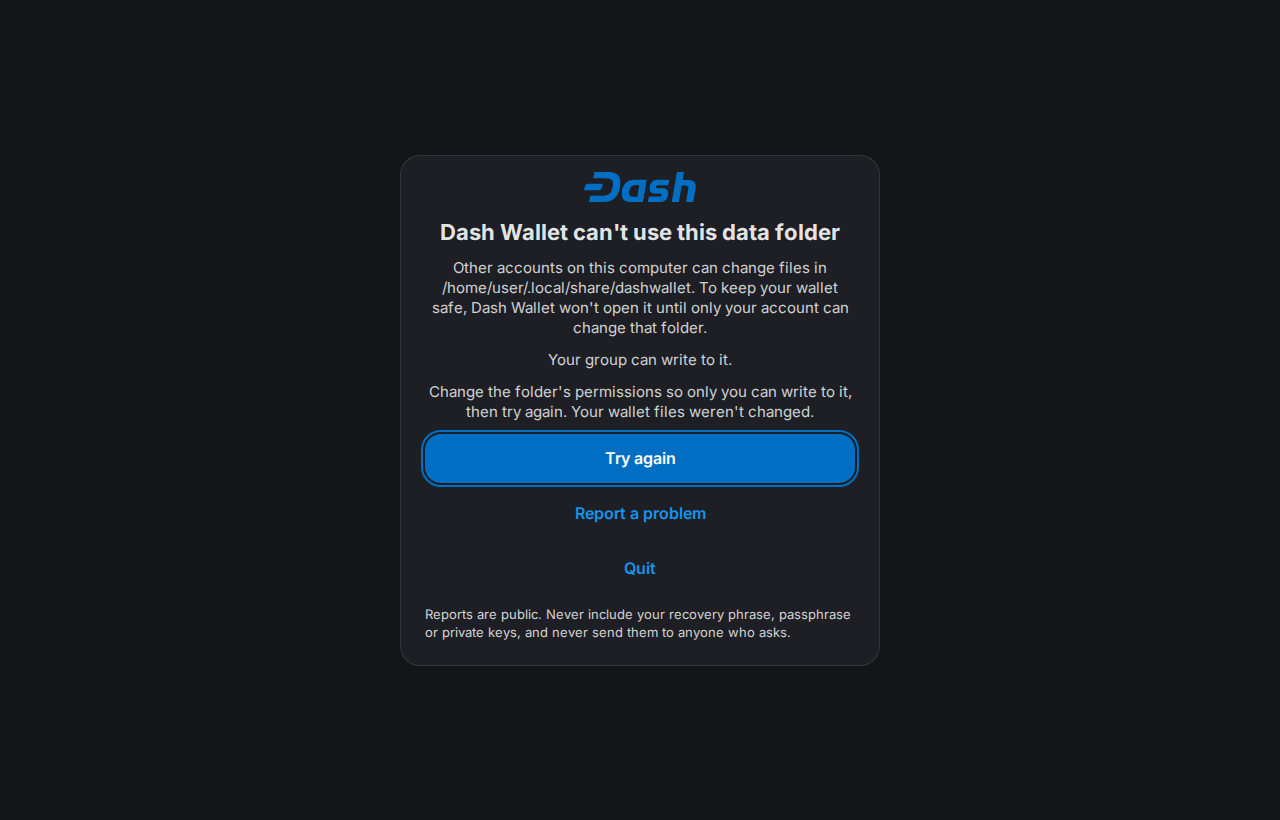 Dash
Dash Wallet can't use this data folder
Other accounts on this computer can change files in
/home/user/.local/share/dashwallet. To keep your wallet
safe, Dash Wallet won't open it until only your account can
change that folder.
Your group can write to it.
Change the folder's permissions so only you can write to it,
then try again. Your wallet files weren't changed.
Try again
Report a problem
Quit
Reports are public. Never include your recovery phrase, passphrase
or private keys, and never send them to anyone who asks.